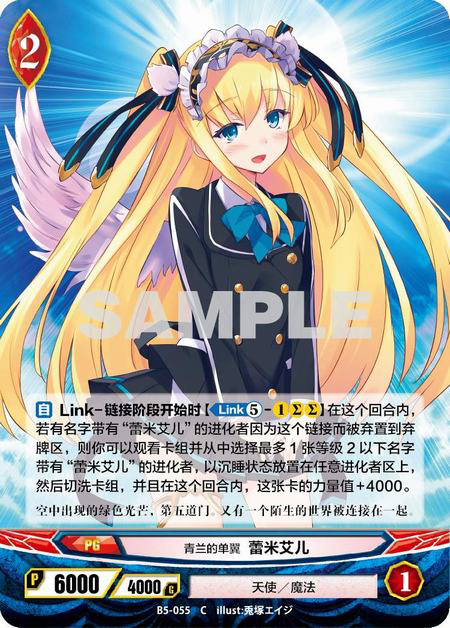 2
SAMPLE
自 Link-链接阶段开始时【Link5-1ΣΣ】在这个回合内，
若有名字带有“蕾米艾儿”的进化者因为这个链接而被弃置到弃
牌区，则你可以观看卡组并从中选择最多1张等级2以下名字
带有“蕾米艾儿”的进化者，以沉睡状态放置在任意进化者区上，
然后切洗卡组，并且在这个回合内，这张卡的力量值+4000。
空中出现的绿色光芒，第五道门。又有一个陌生的世界被连接在一起。
PG 青兰的单翼 蕾米艾儿
P 6000 / 4000 G 天使／魔法 1
B5-055 C illust:兎塚エイジ